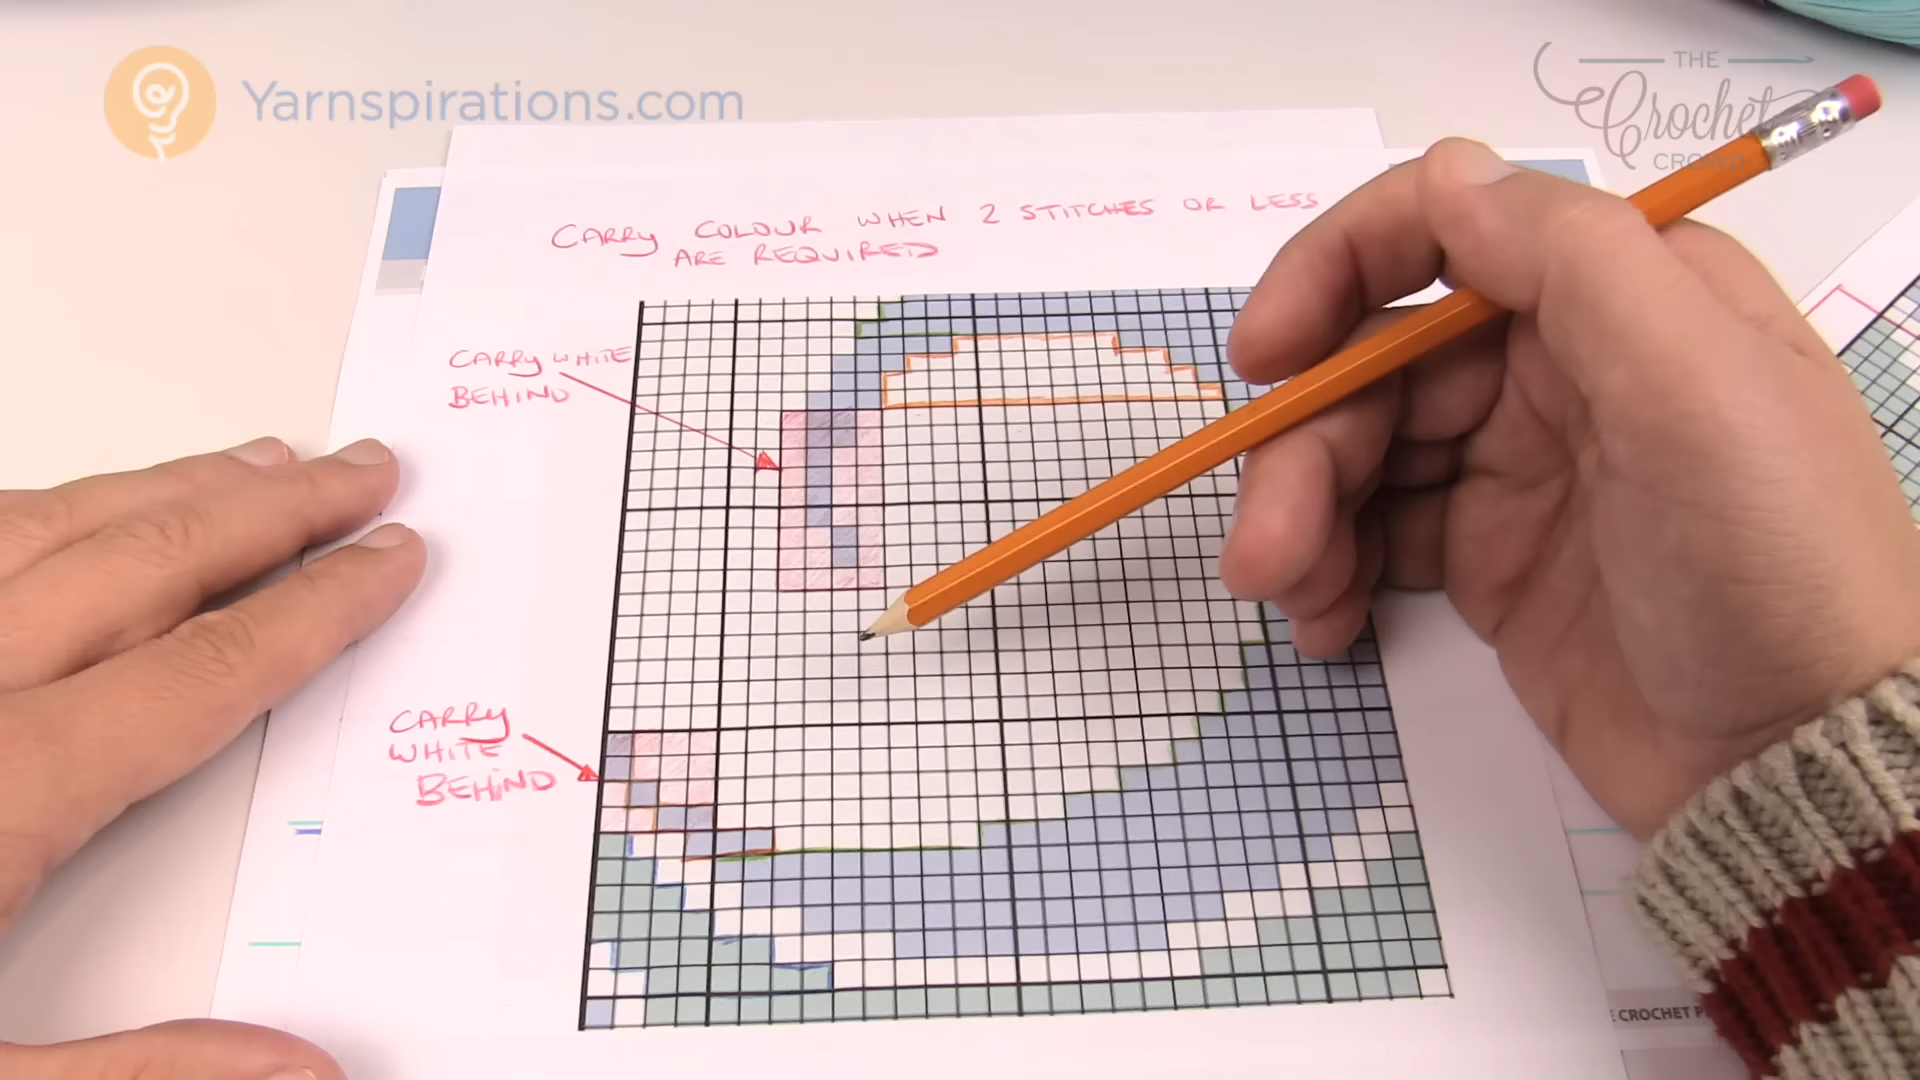 Yarnspirations.com
THE
Crochet
CROWD
CARRY COLOUR WHEN 2 STITCHES OR LESS
ARE REQUIRED
CARRY WHITE
BEHIND
CARRY
WHITE
BEHIND
CROCHET